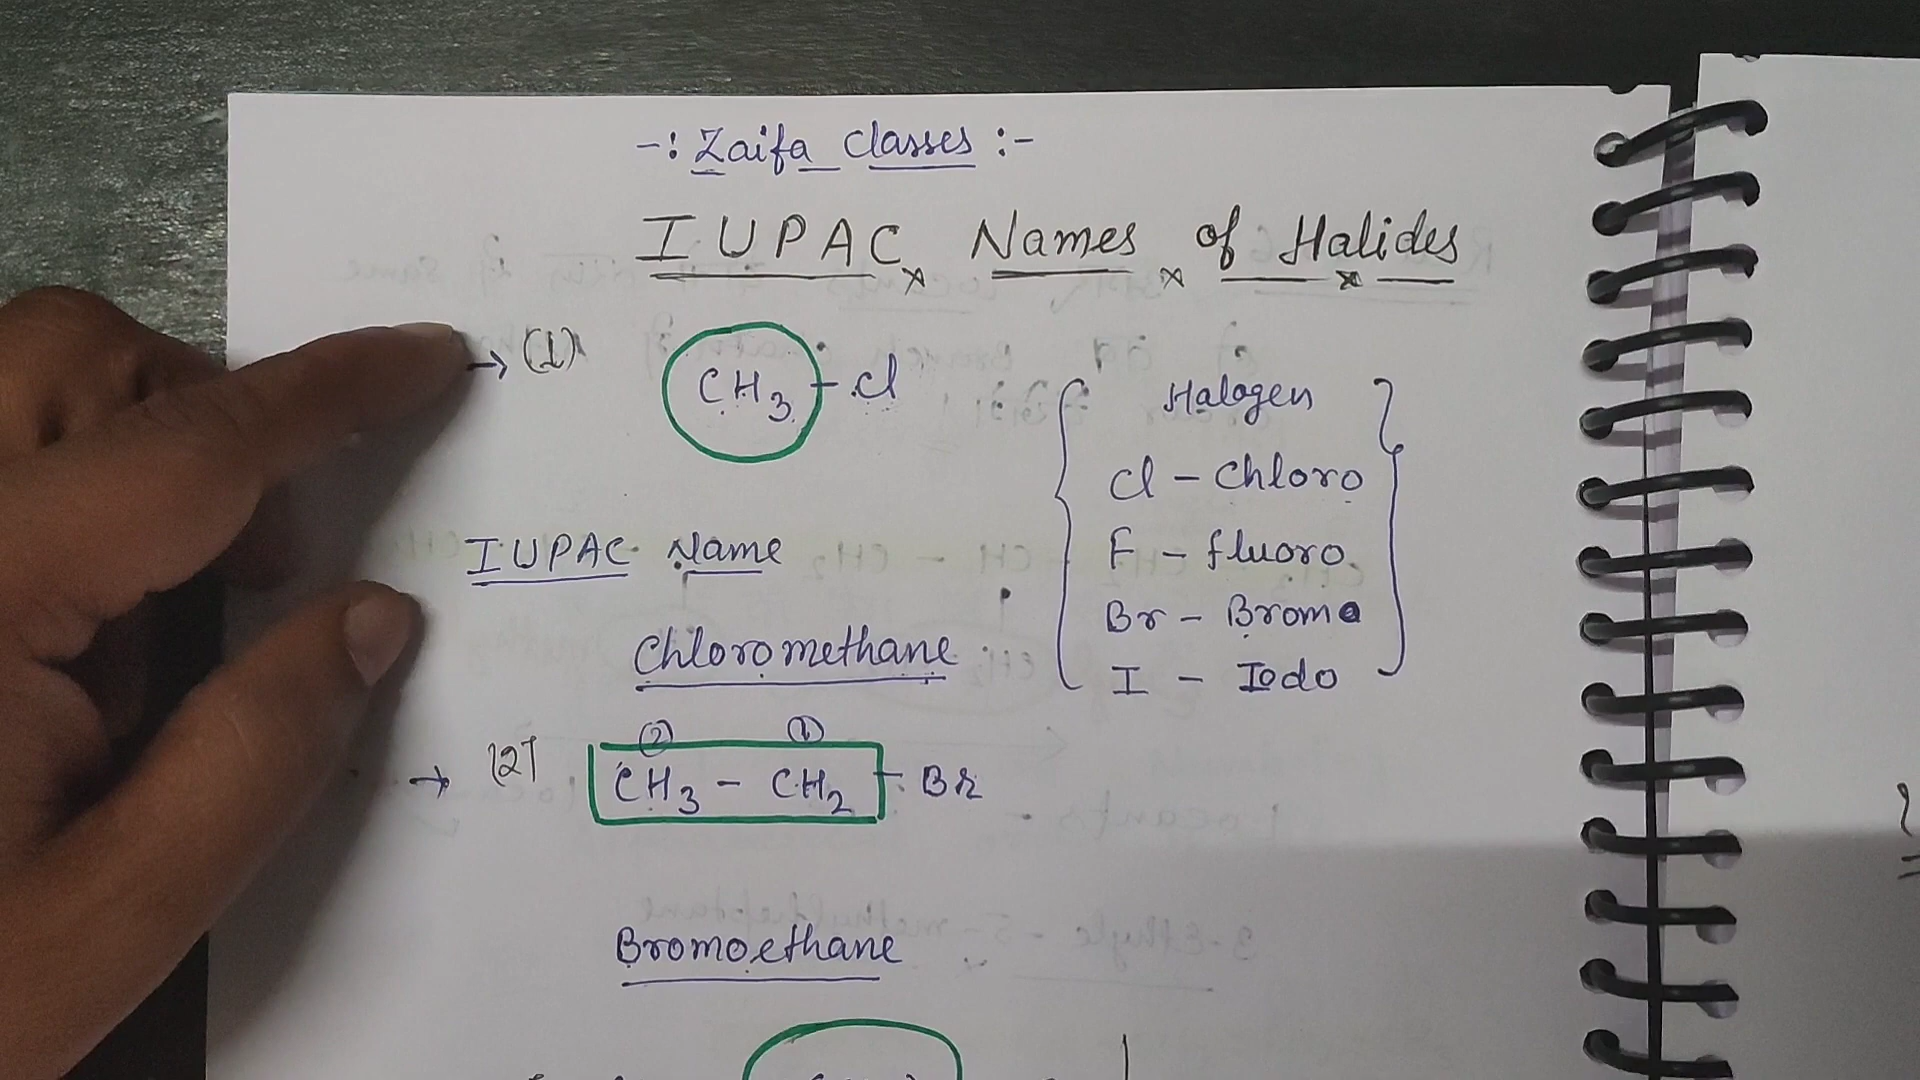 -: Zaifa Classes :-
IUPAC Names of Halides
→ (1) CH3 - Cl
Halogen
Cl - Chloro
F - fluoro
Br - Bromo
I - Iodo
IUPAC Name
Chloromethane
(2) (1)
→ (2) CH3 - CH2 - Br
Bromoethane